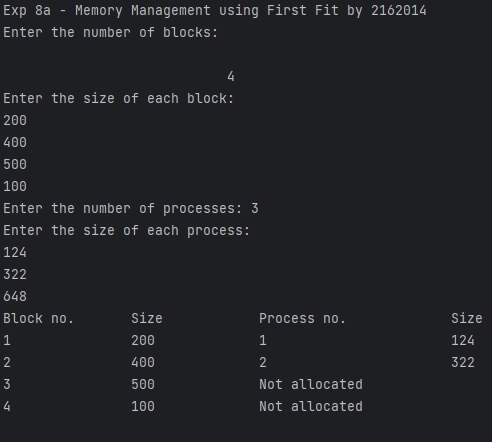 Exp 8a - Memory Management using First Fit by 2162014
Enter the number of blocks:
4
Enter the size of each block:
200
400
500
100
Enter the number of processes: 3
Enter the size of each process:
124
322
648
Block no. Size Process no. Size
1 200 1 124
2 400 2 322
3 500 Not allocated
4 100 Not allocated